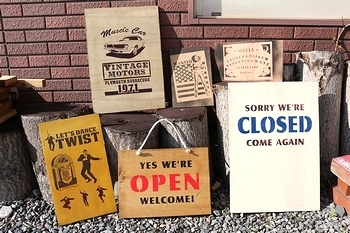 Muscle Car
VINTAGE
MOTORS
PLYMOUTH BARRACUDA
1971
OUIJA
LET'S DANCE
TWIST
YES WE'RE
OPEN
WELCOME!
SORRY WE'RE
CLOSED
COME AGAIN